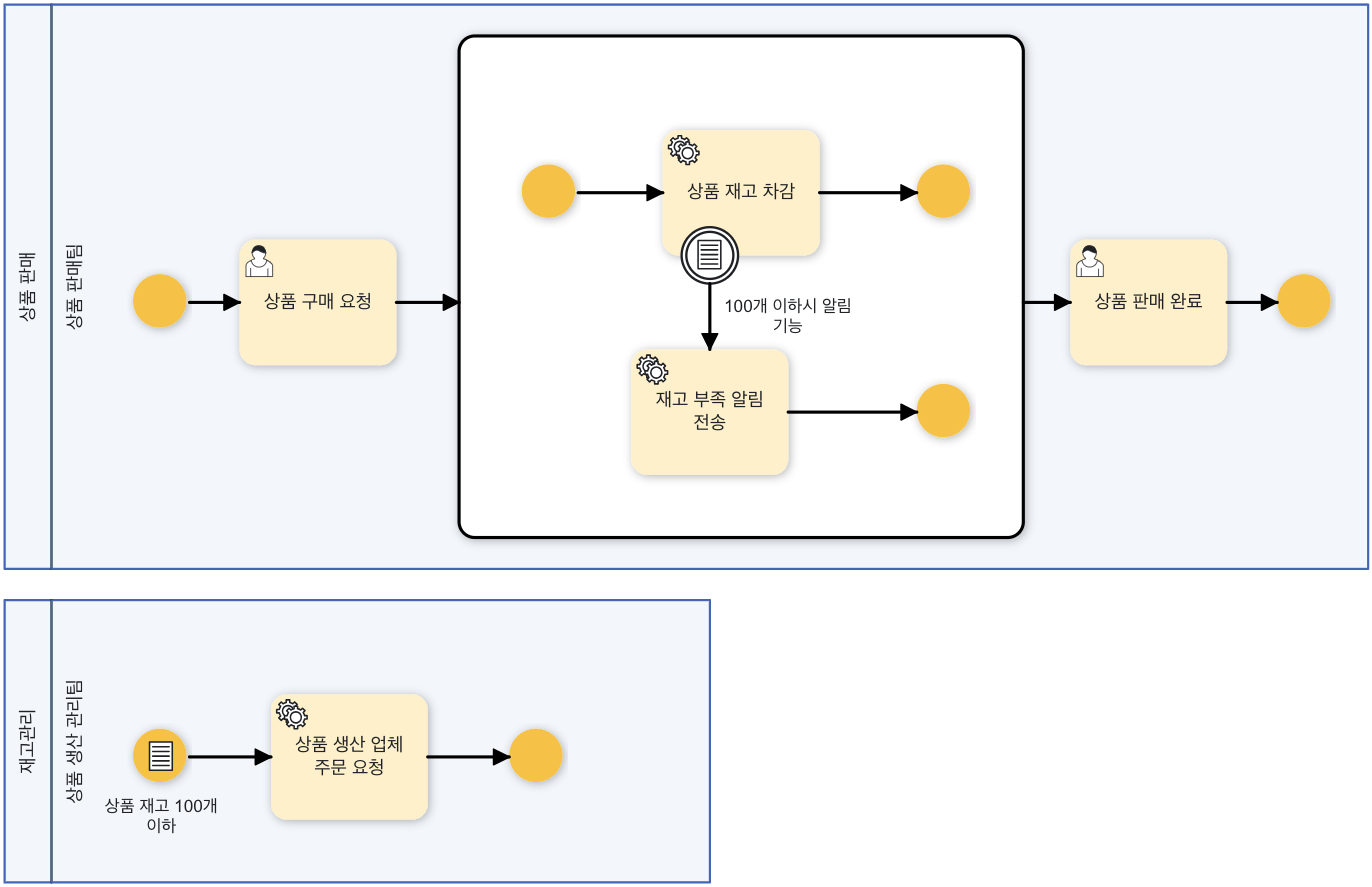 상품 판매
상품 판매팀
상품 구매 요청
상품 재고 차감
100개 이하시 알림
기능
재고 부족 알림
전송
상품 판매 완료
재고관리
상품 생산 관리팀
상품 재고 100개
이하
상품 생산 업체
주문 요청